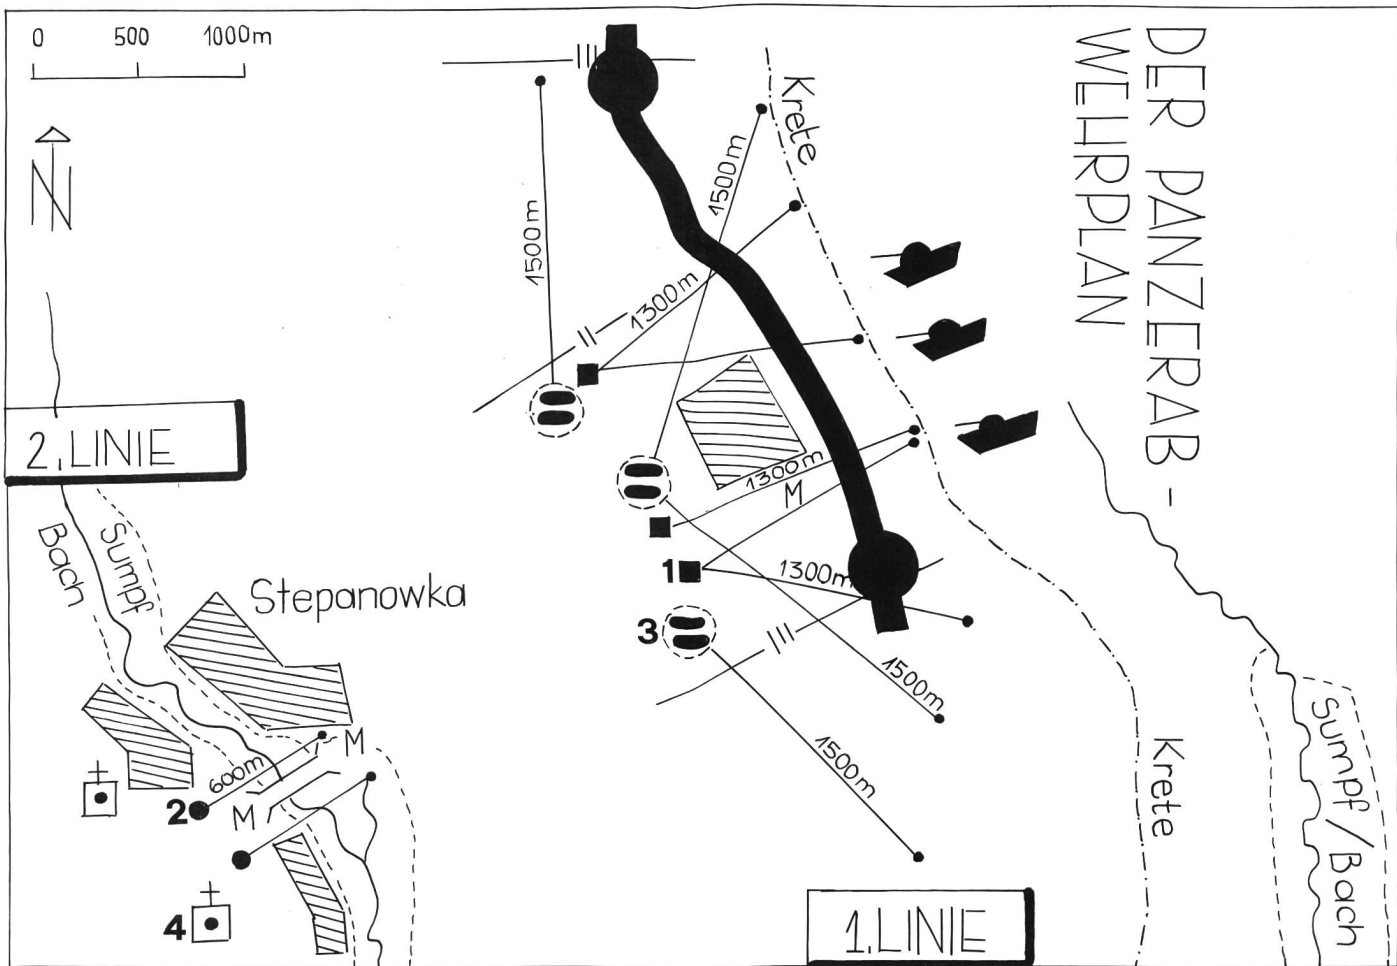 0 500 1000m
N
DER PANZERAB-
WEHRPLAN
Krete
1500m
1500m
1300m
2.LINIE
1300m
M
Bach
Sumpf
Stepanowka
1
1300m
3
1500m
1500m
M
600m
2
M
4
Krete
Sumpf/Bach
1.LINIE